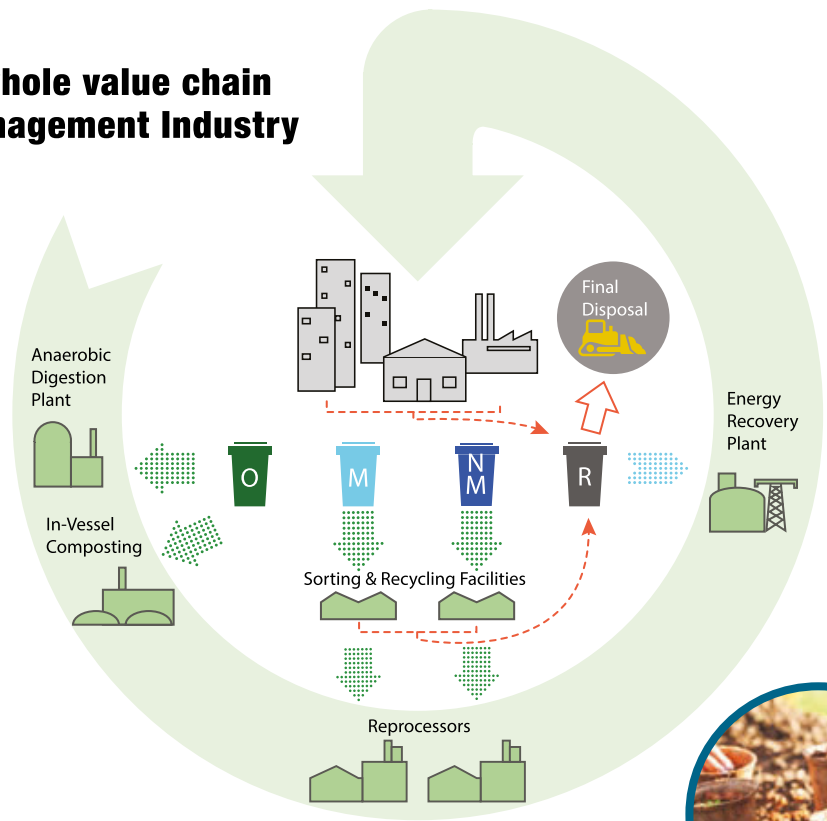 hole value chain
nagement Industry
Final
Disposal
Anaerobic
Digestion
Plant
Energy
Recovery
Plant
O
M
N
M
R
In-Vessel
Composting
Sorting & Recycling Facilities
Reprocessors